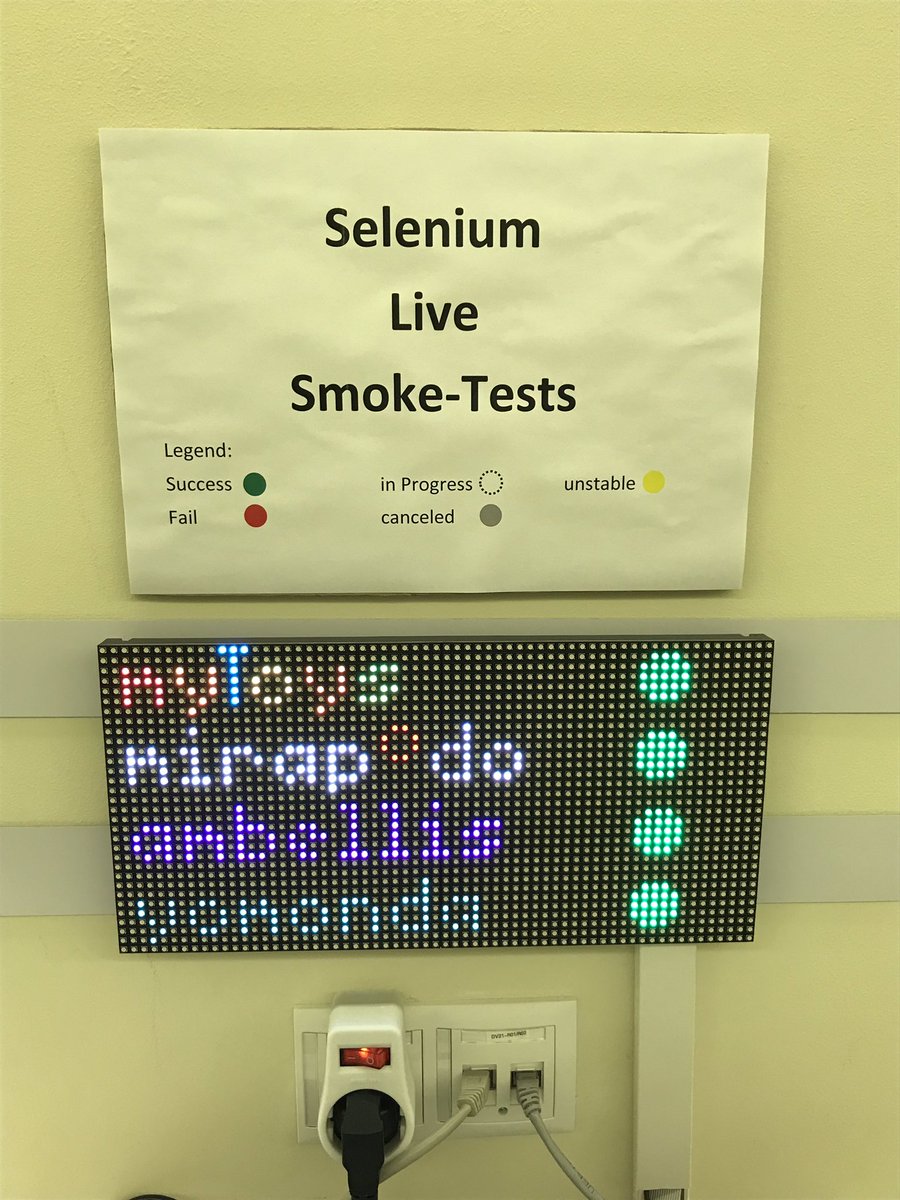 Selenium
Live
Smoke-Tests
Legend:
Success in Progress unstable
Fail canceled
myToys
mirapodo
ambellis
yomonda